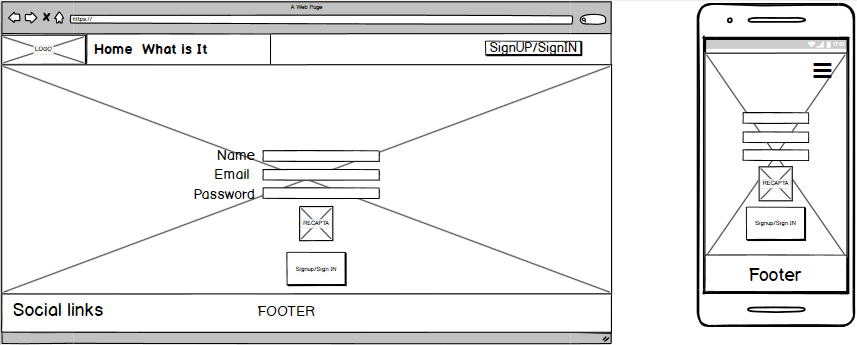 A Web Page
https://
LOGO
Home What is It
SignUP/SignIN
Name
Email
Password
RECAPTA
Signup/Sign IN
Social links
FOOTER
RECAPTA
Signup/Sign IN
Footer